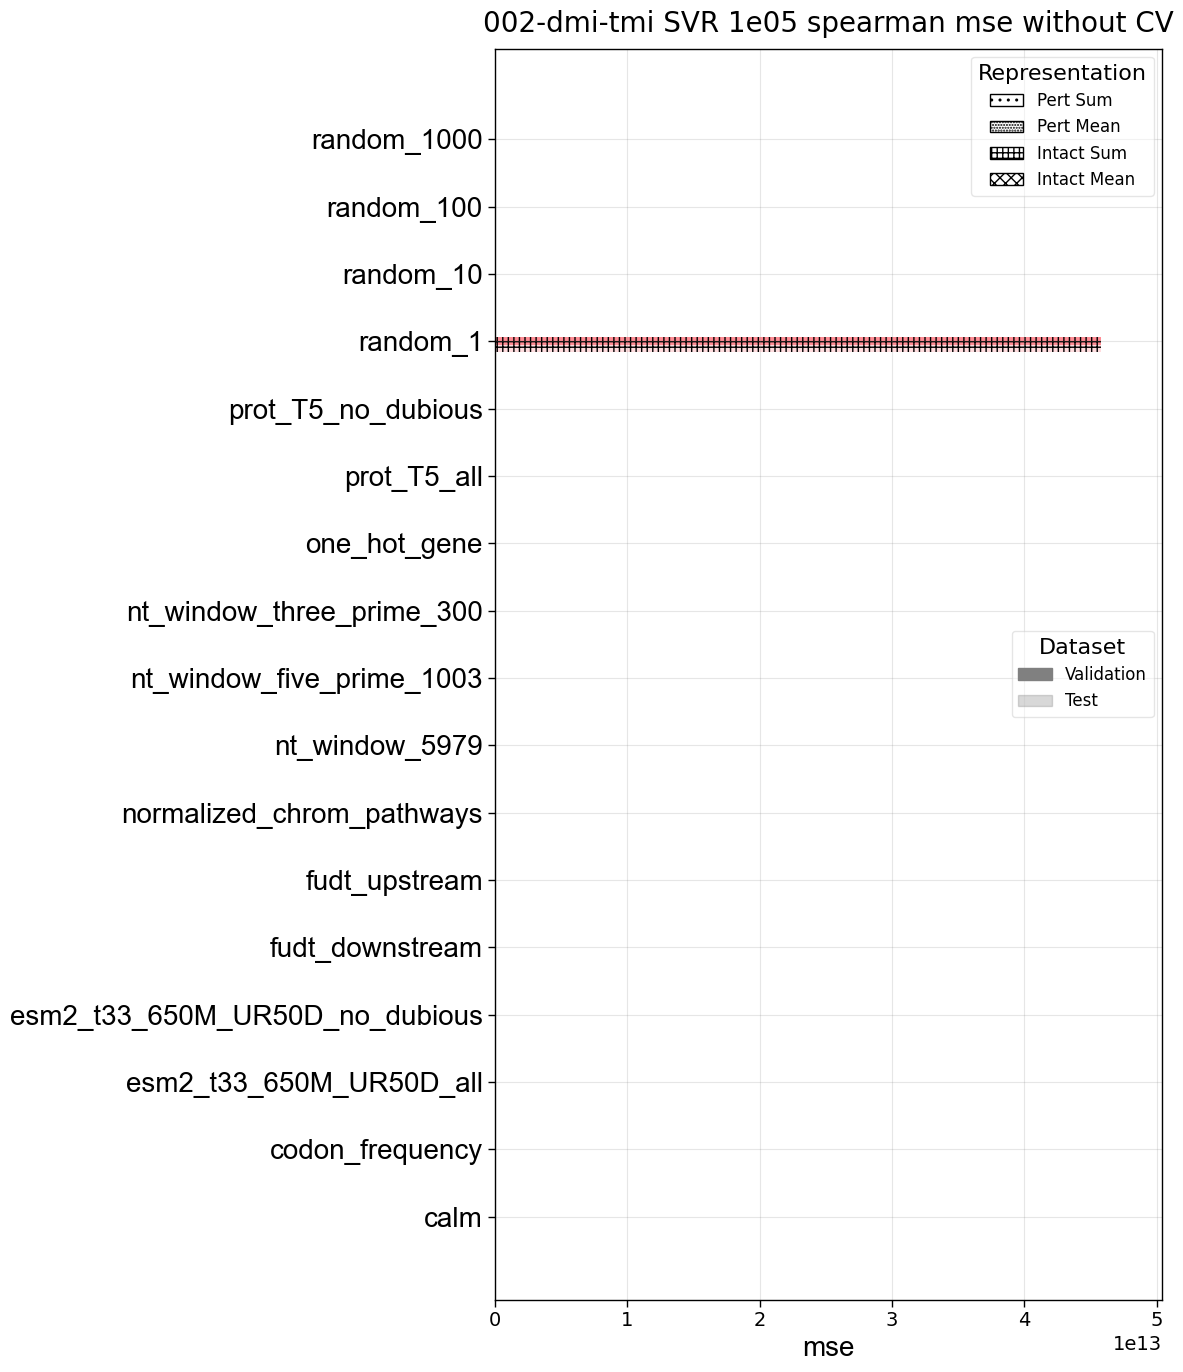 002-dmi-tmi SVR 1e05 spearman mse without CV
Representation
Pert Sum
Pert Mean
Intact Sum
Intact Mean
random_1000
random_100
random_10
random_1
prot_T5_no_dubious
prot_T5_all
one_hot_gene
nt_window_three_prime_300
nt_window_five_prime_1003
nt_window_5979
normalized_chrom_pathways
fudt_upstream
fudt_downstream
esm2_t33_650M_UR50D_no_dubious
esm2_t33_650M_UR50D_all
codon_frequency
calm
Dataset
Validation
Test
0 1 2 3 4 5
1e13
mse